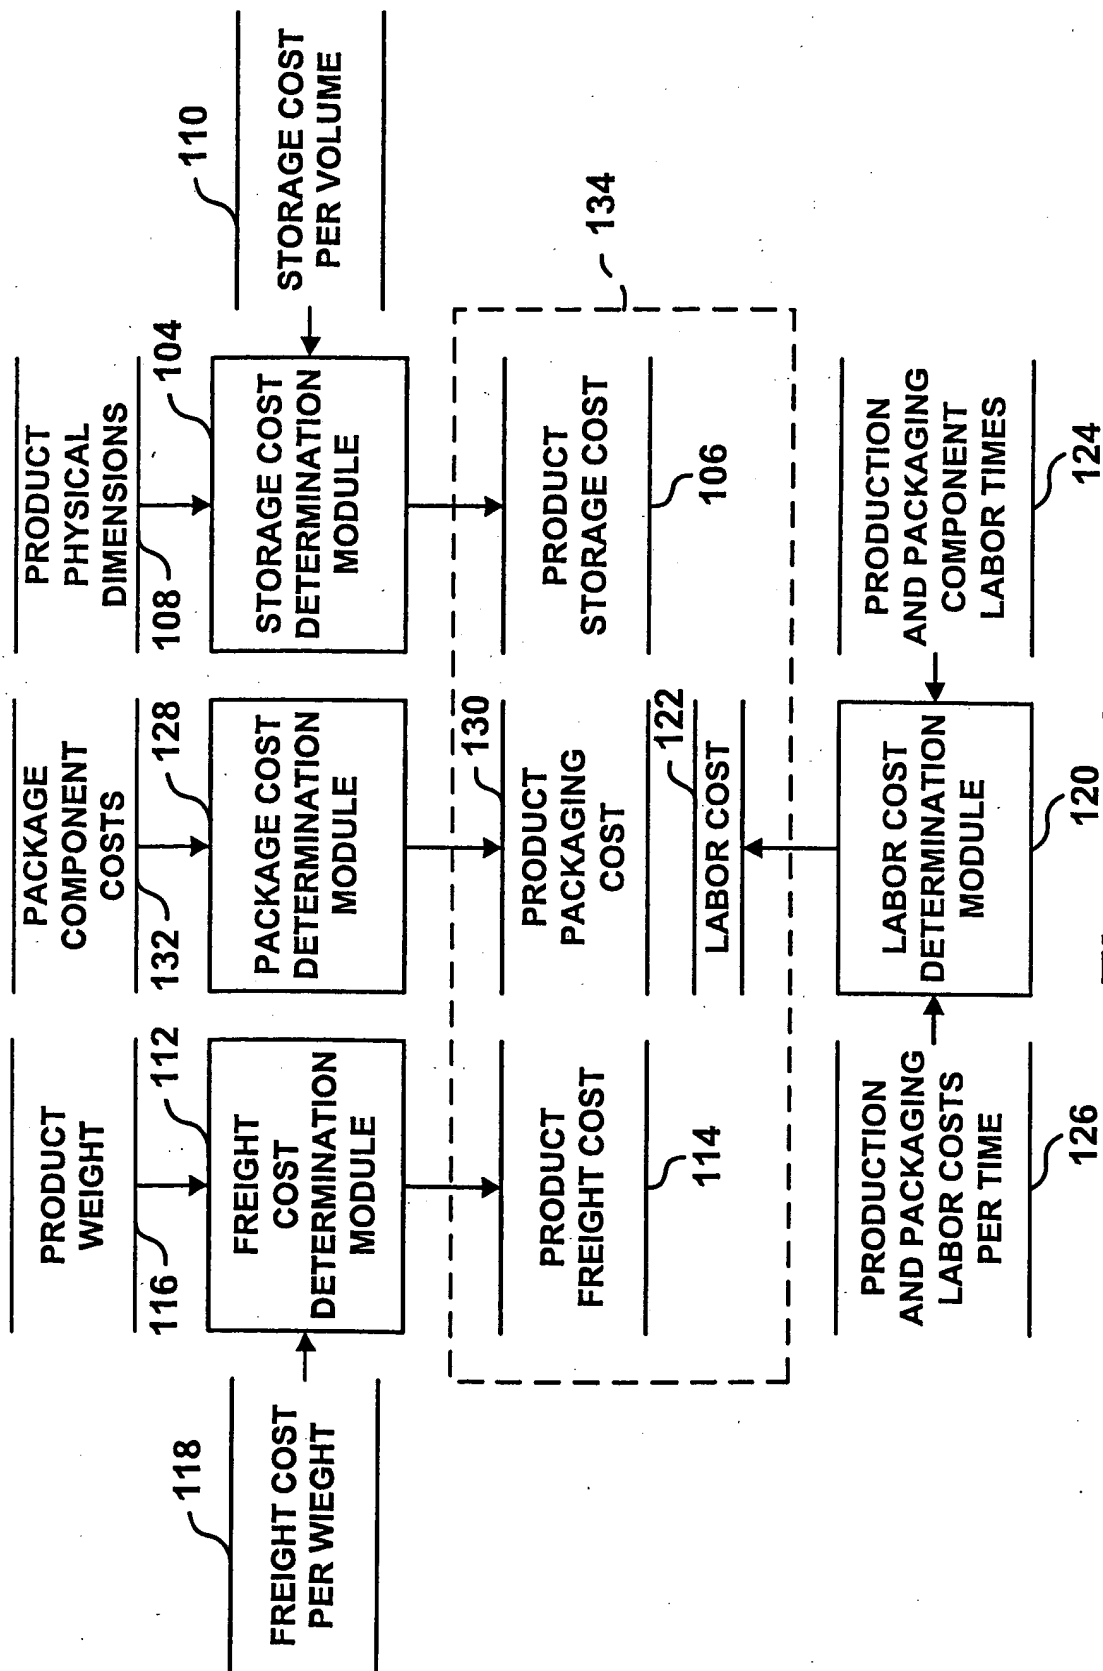 118
FREIGHT COST
PER WIEGHT
PRODUCT
WEIGHT
116
112
FREIGHT
COST
DETERMINATION
MODULE
PACKAGE
COMPONENT
COSTS
132
128
PACKAGE COST
DETERMINATION
MODULE
PRODUCT
PHYSICAL
DIMENSIONS
108
104
STORAGE COST
DETERMINATION
MODULE
110
STORAGE COST
PER VOLUME
134
PRODUCT
FREIGHT COST
114
130
PRODUCT
PACKAGING
COST
122
LABOR COST
PRODUCT
STORAGE COST
106
PRODUCTION
AND PACKAGING
LABOR COSTS
PER TIME
126
LABOR COST
DETERMINATION
MODULE
120
PRODUCTION
AND PACKAGING
COMPONENT
LABOR TIMES
124